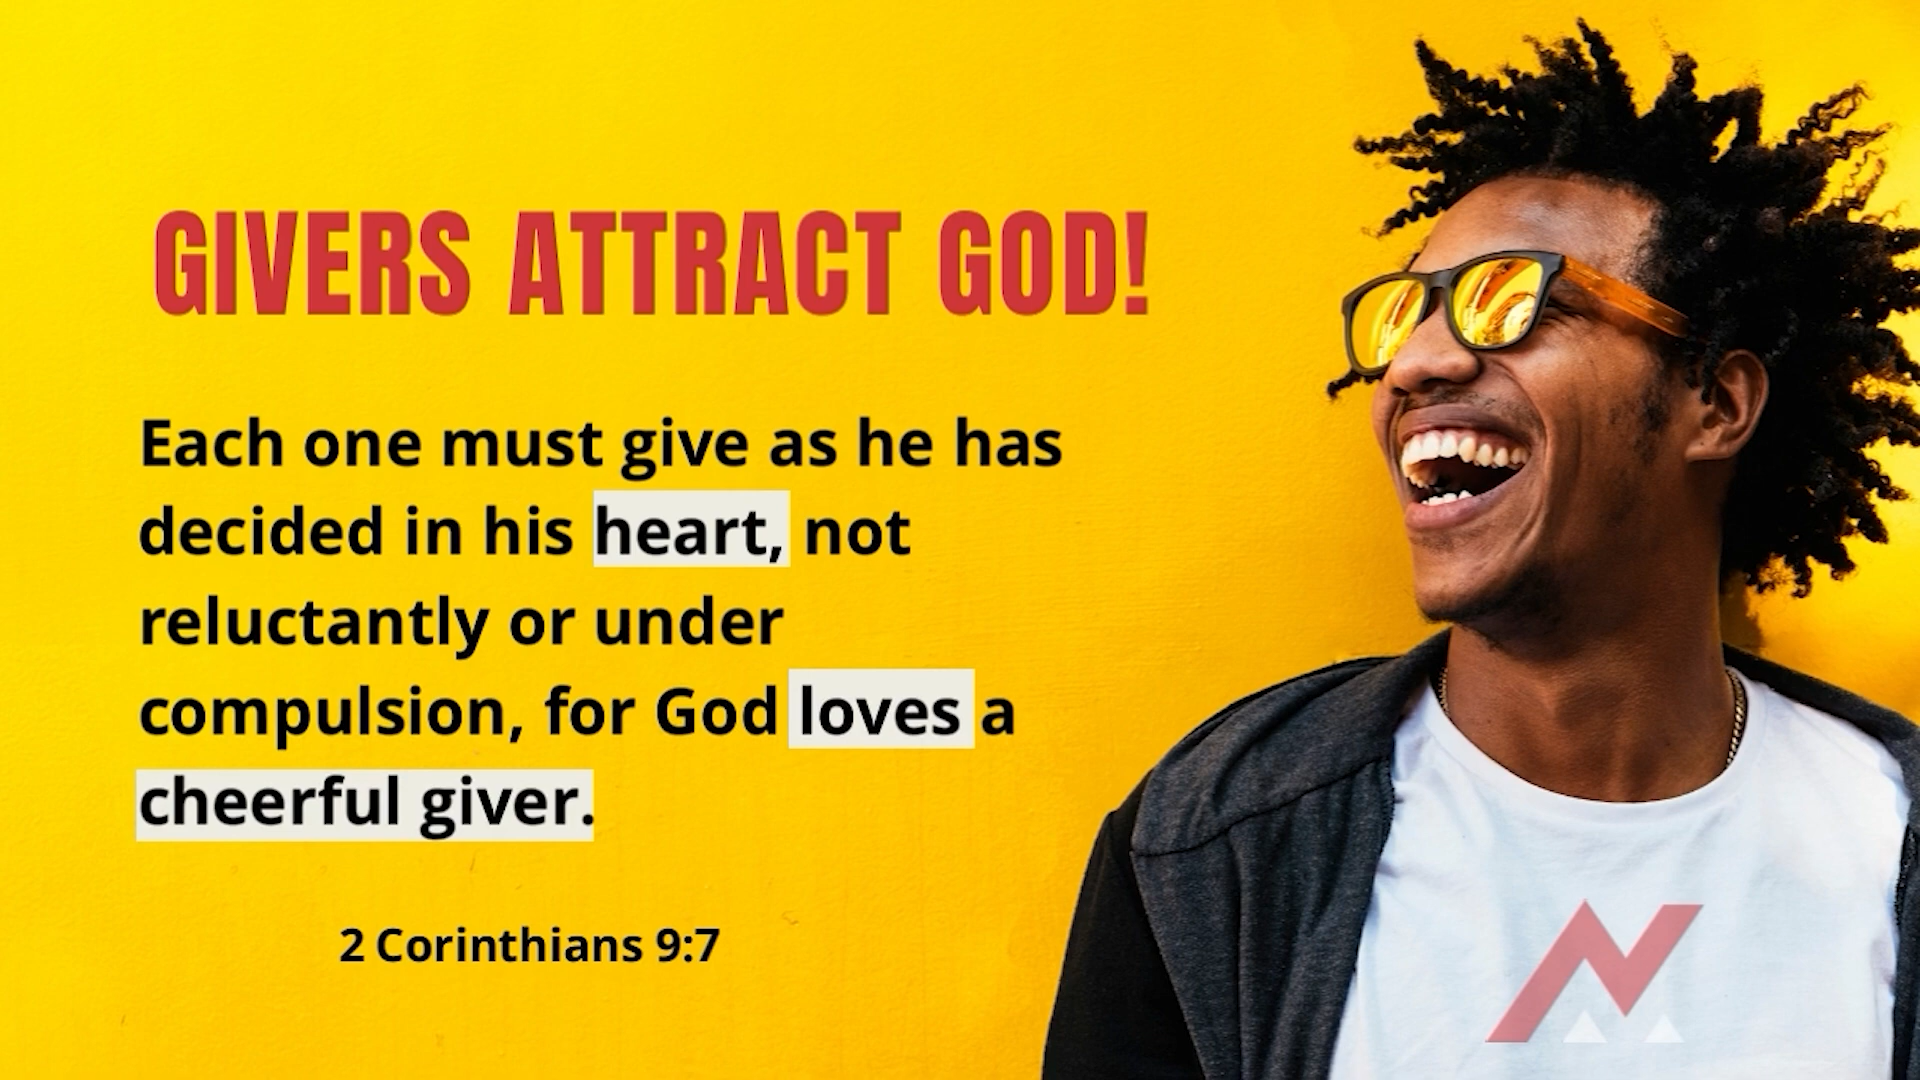 GIVERS ATTRACT GOD!
Each one must give as he has
decided in his heart, not
reluctantly or under
compulsion, for God loves a
cheerful giver.
2 Corinthians 9:7